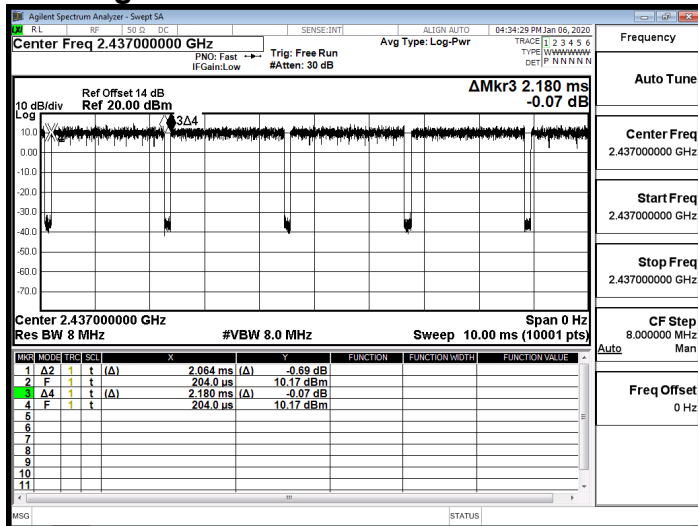 Agilent Spectrum Analyzer - Swept SA
RL RF 50 Ω DC SENSE:INT ALIGN AUTO 04:34:29 PM Jan 06, 2020
Center Freq 2.437000000 GHz
PNO: Fast
IFGain:Low
Trig: Free Run
#Atten: 30 dB
Avg Type: Log-Pwr
TRACE 1 2 3 4 5 6
TYPE WWWWWW
DET P N N N N N
Ref Offset 14 dB
Ref 20.00 dBm
10 dB/div
Log
ΔMkr3 2.180 ms
-0.07 dB
10.0
0.00
-10.0
-20.0
-30.0
-40.0
-50.0
-60.0
-70.0
2
3Δ4
Center 2.437000000 GHz Span 0 Hz
Res BW 8 MHz #VBW 8.0 MHz Sweep 10.00 ms (10001 pts)
MKR MODE TRC SCL X Y FUNCTION FUNCTION WIDTH FUNCTION VALUE
1 Δ2 1 t (Δ) 2.064 ms (Δ) -0.69 dB
2 F 1 t 204.0 µs 10.17 dBm
3 Δ4 1 t (Δ) 2.180 ms (Δ) -0.07 dB
4 F 1 t 204.0 µs 10.17 dBm
5
6
7
8
9
10
11
MSG STATUS
Frequency
Auto Tune
Center Freq
2.437000000 GHz
Start Freq
2.437000000 GHz
Stop Freq
2.437000000 GHz
CF Step
8.000000 MHz
Auto Man
Freq Offset
0 Hz